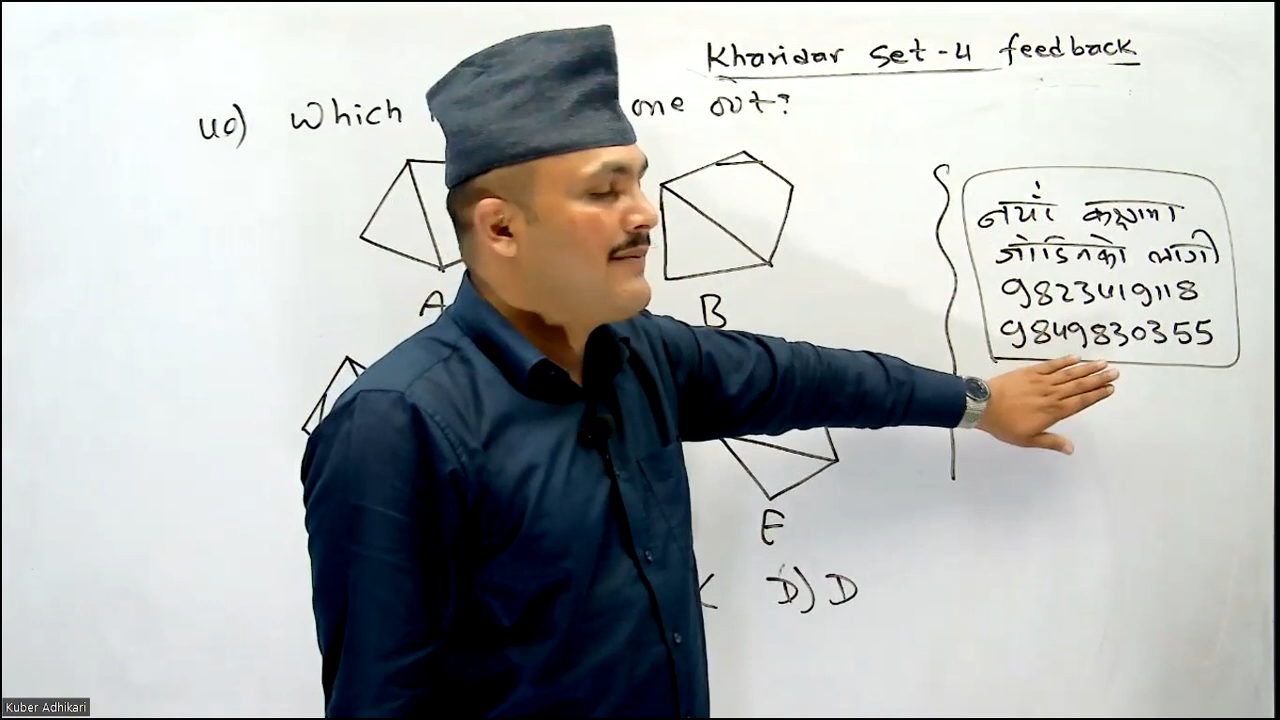 Kharidar set-4 feedback
40) Which one out?
नयाँ कक्षामा
जोडिनको लागी
9823419118
9849830355
A
B
E
D) D
Kuber Adhikari